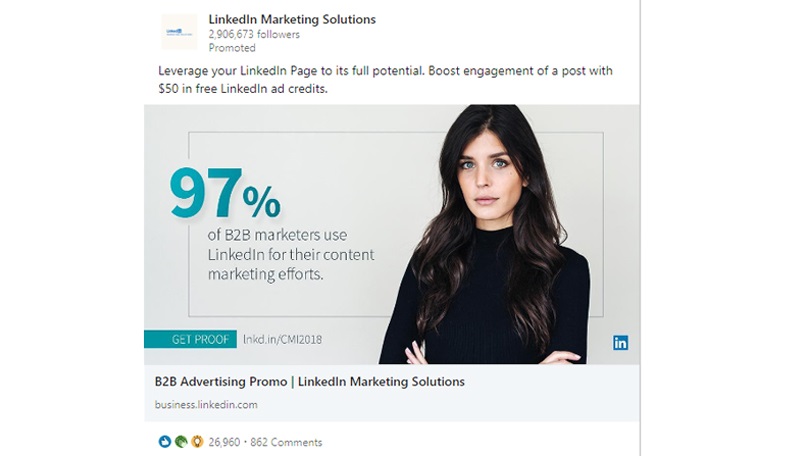 LinkedIn Marketing Solutions
2,906,673 followers
Promoted
Leverage your LinkedIn Page to its full potential. Boost engagement of a post with
$50 in free LinkedIn ad credits.
97%
of B2B marketers use
LinkedIn for their content
marketing efforts.
GET PROOF lnkd.in/CMI2018
in
B2B Advertising Promo | LinkedIn Marketing Solutions
business.linkedin.com
26,960 · 862 Comments